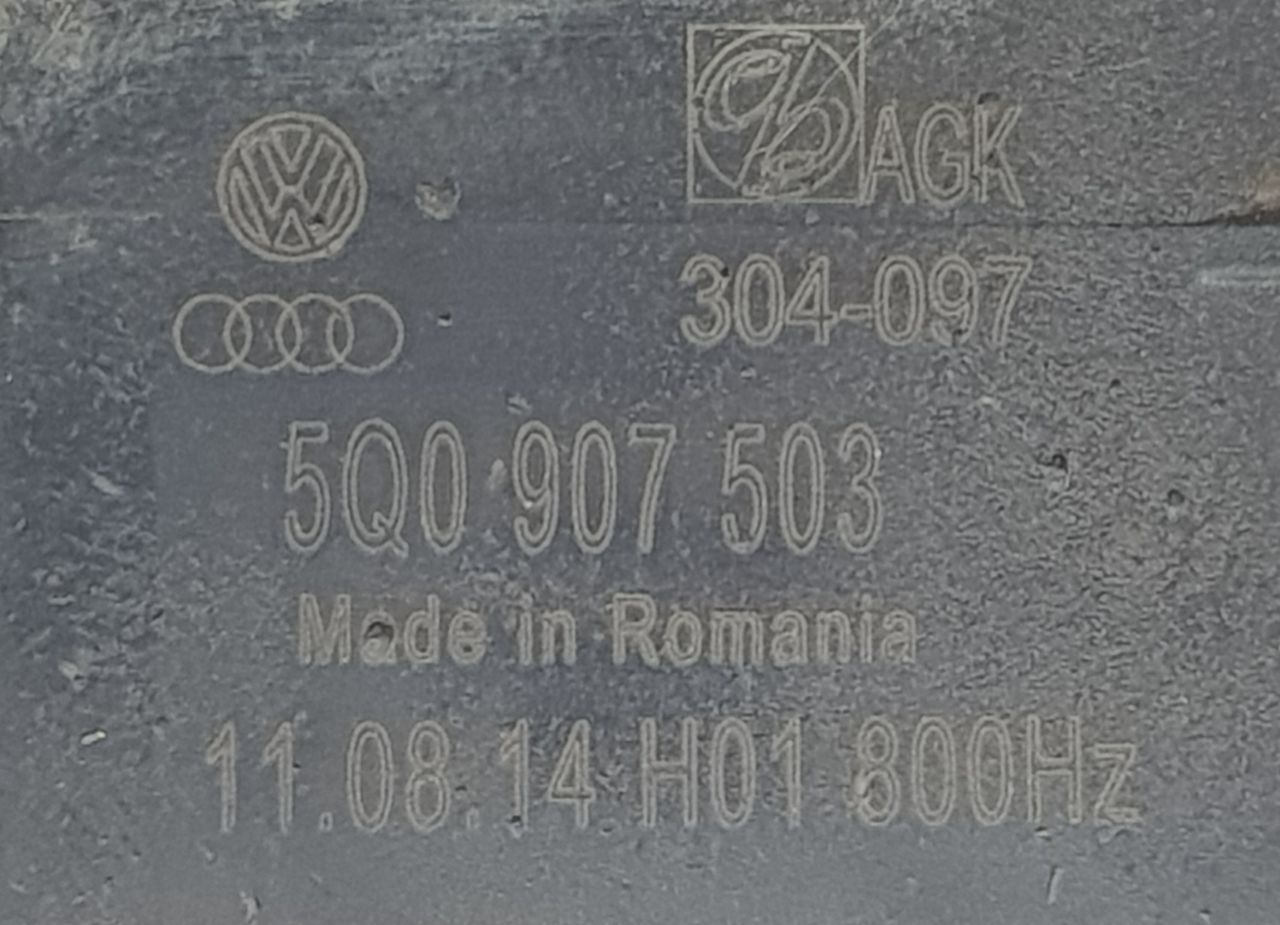 AGK
304-097
5Q0 907 503
Made in Romania
11.08.14 H01 800Hz